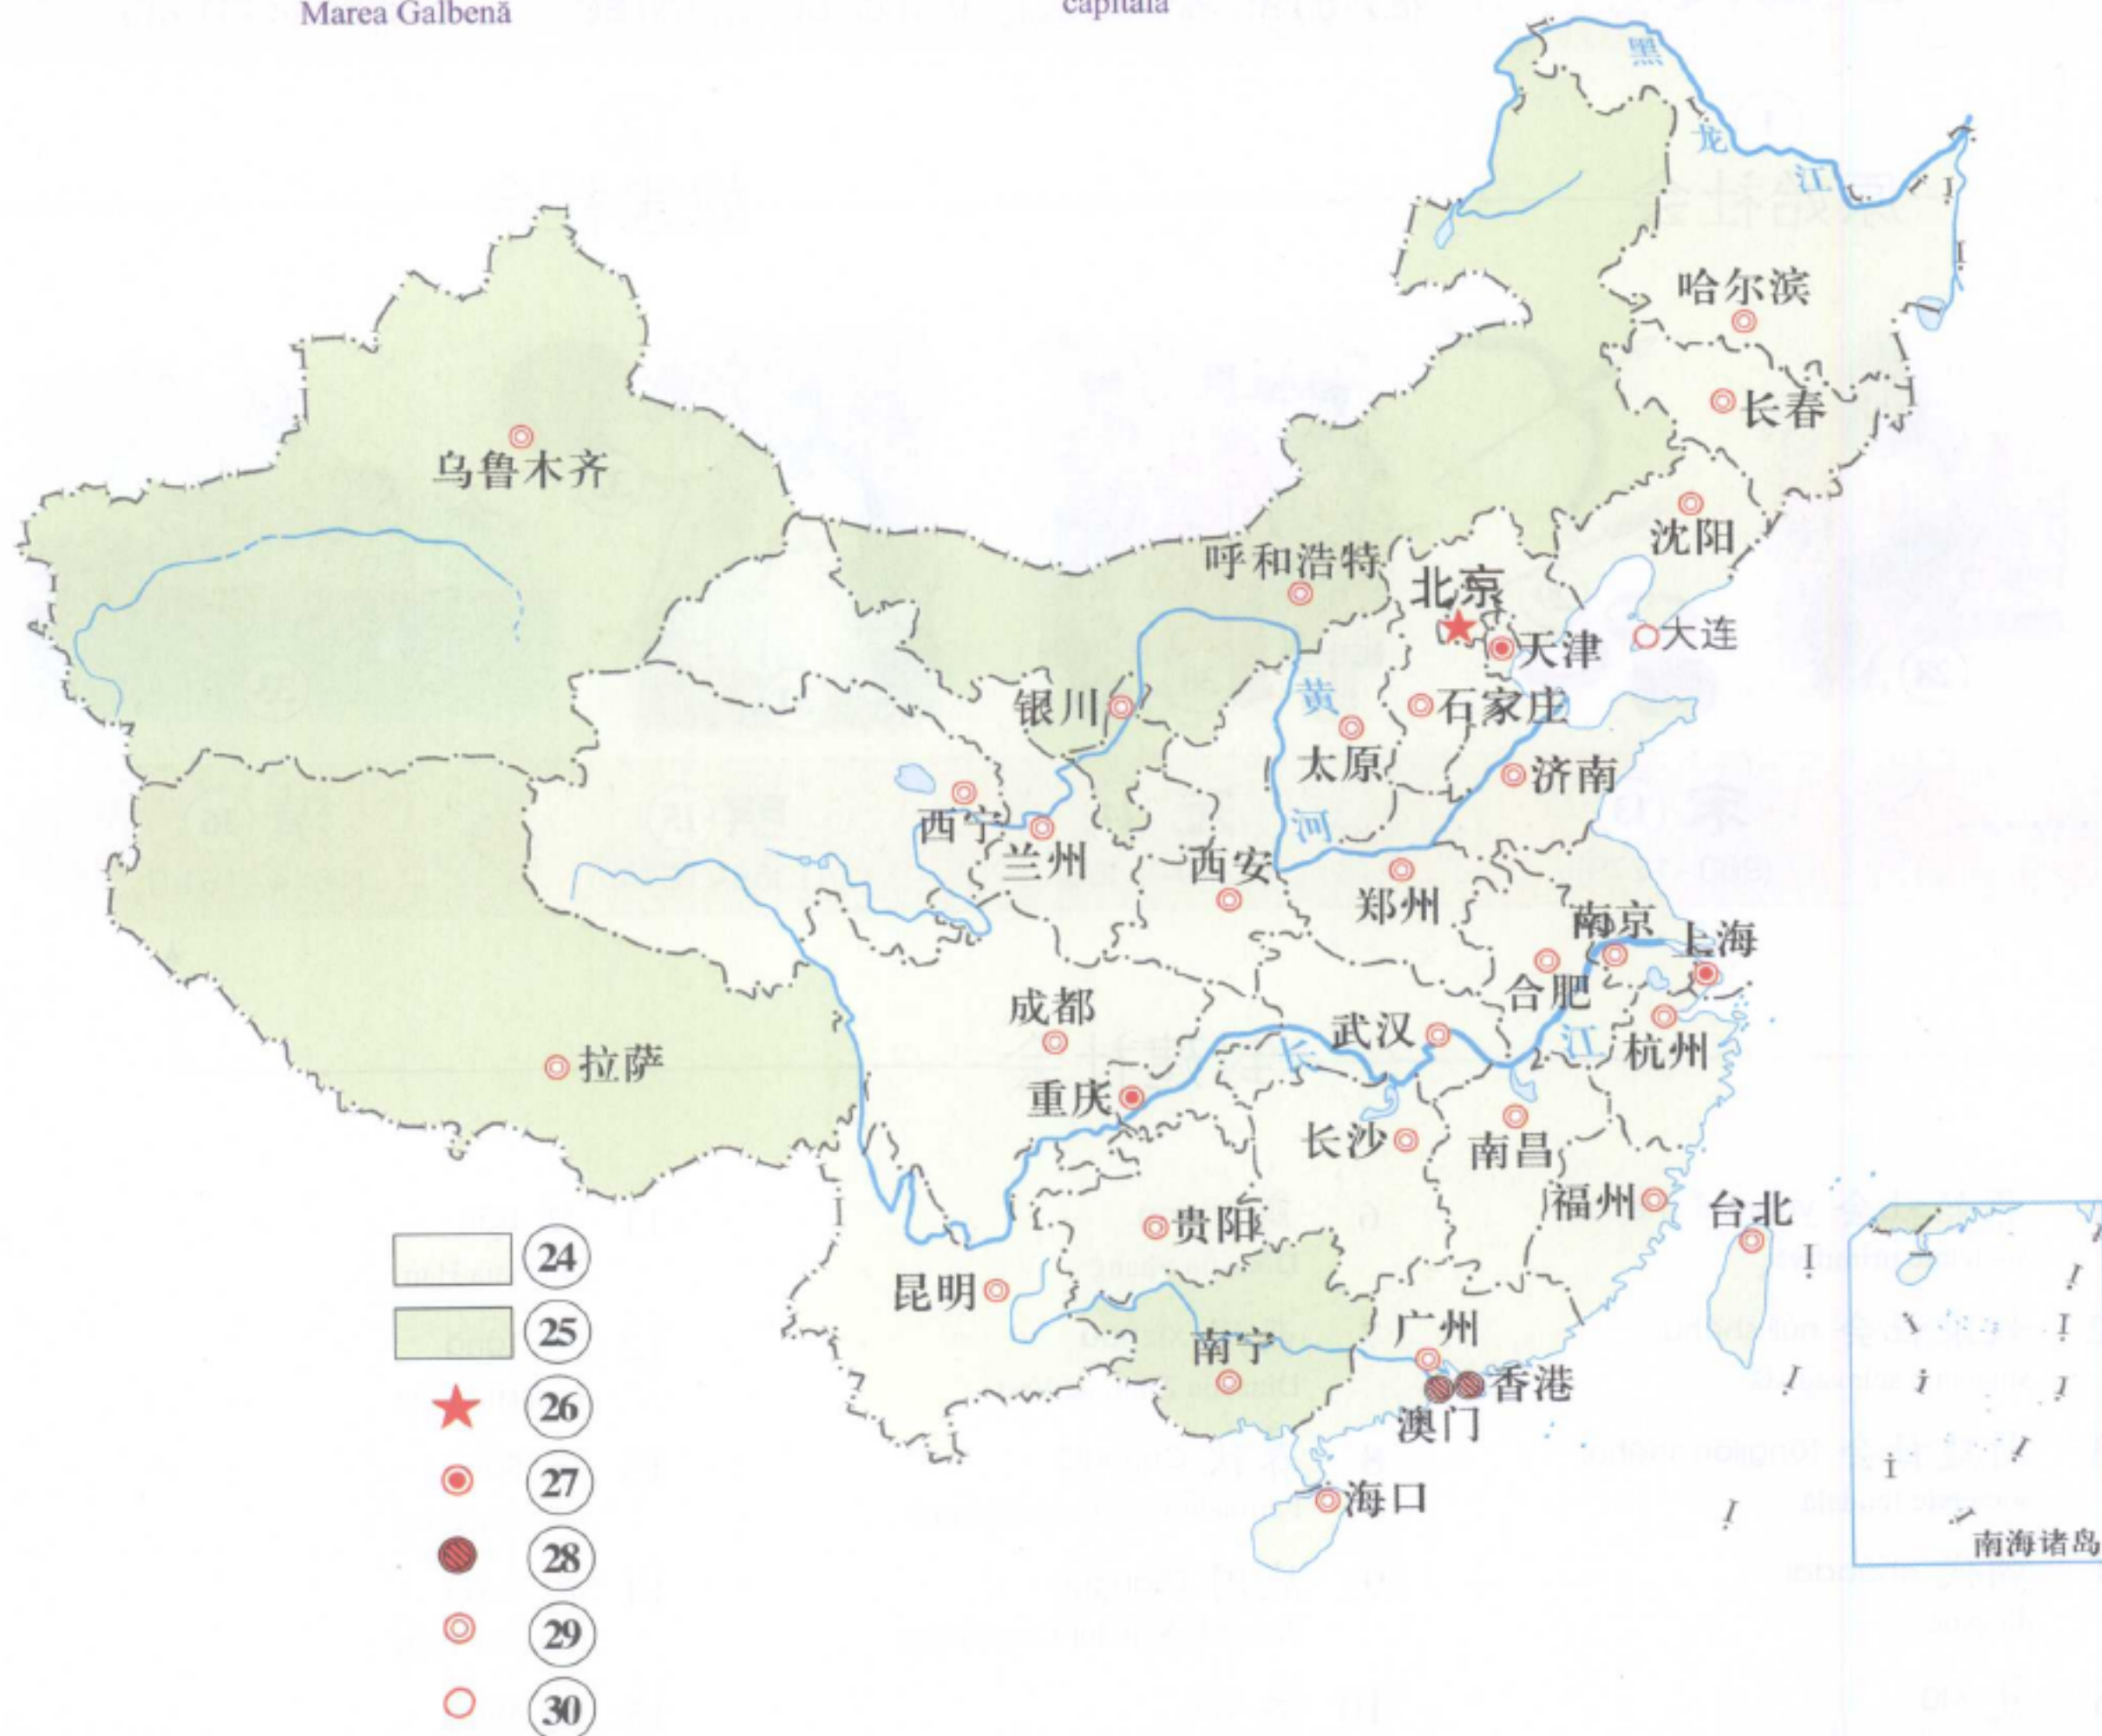 Marea Galbenă
capitala
黑
龙
江
哈尔滨
长春
乌鲁木齐
沈阳
呼和浩特
北京
大连
天津
银川
黄
石家庄
太原
济南
河
西宁
兰州
西安
郑州
南京
上海
合肥
成都
武汉
江
长
杭州
拉萨
重庆
长沙
南昌
福州
台北
贵阳
昆明
广州
南宁
香港
澳门
海口
南海诸岛
24
25
26
27
28
29
30